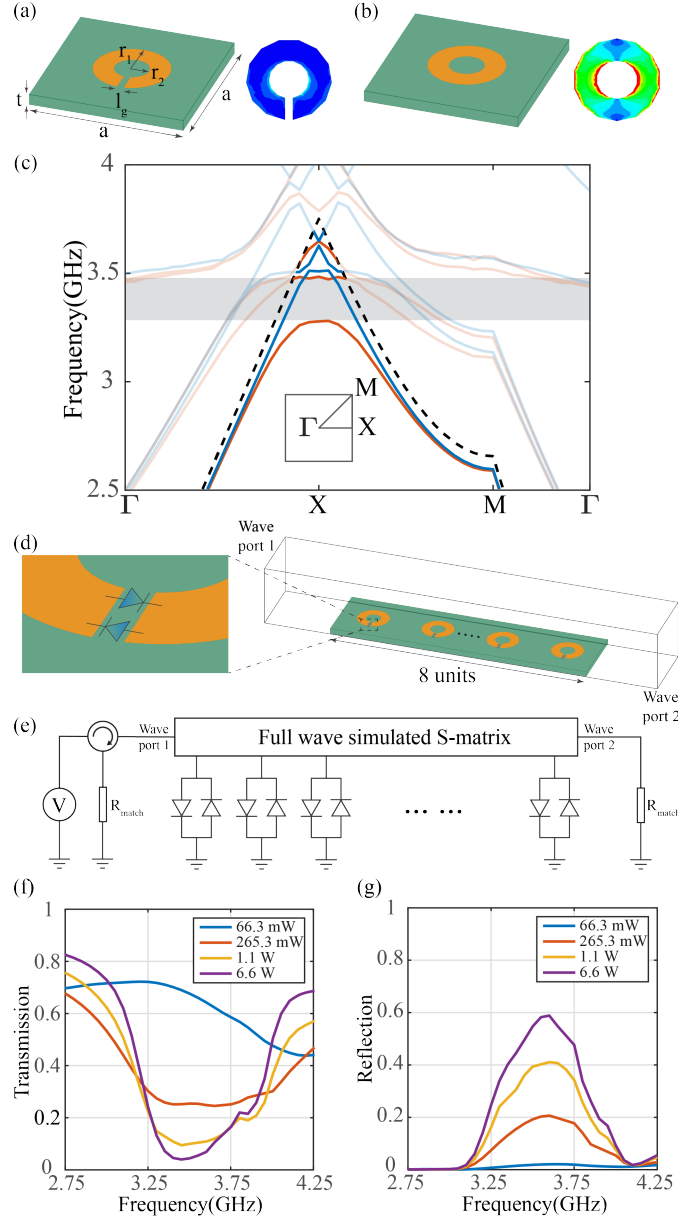 (a)
r1
r2
t
lg
a
a
(b)
(c)
Frequency(GHz)
4
3.5
3
2.5
Γ
X
M
Γ
M
Γ
X
(d)
Wave
port 1
8 units
Wave
port 2
(e)
Wave
port 1
Full wave simulated S-matrix
Wave
port 2
V
Rmatch
... ...
Rmatch
(f)
Transmission
1
0.8
0.6
0.4
0.2
0
66.3 mW
265.3 mW
1.1 W
6.6 W
2.75
3.25
3.75
4.25
Frequency(GHz)
(g)
Reflection
1
0.8
0.6
0.4
0.2
0
66.3 mW
265.3 mW
1.1 W
6.6 W
2.75
3.25
3.75
4.25
Frequency(GHz)